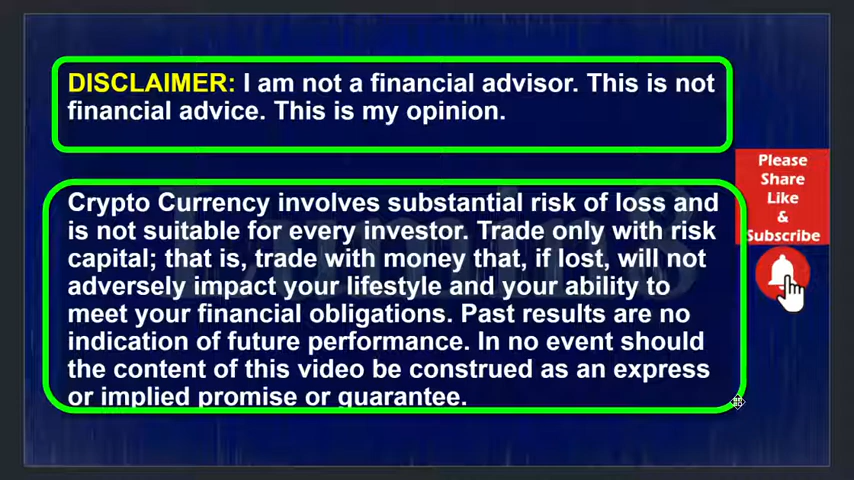 DISCLAIMER: I am not a financial advisor. This is not
financial advice. This is my opinion.
Crypto Currency involves substantial risk of loss and
is not suitable for every investor. Trade only with risk
capital; that is, trade with money that, if lost, will not
adversely impact your lifestyle and your ability to
meet your financial obligations. Past results are no
indication of future performance. In no event should
the content of this video be construed as an express
or implied promise or guarantee.
Please
Share
Like
&
Subscribe